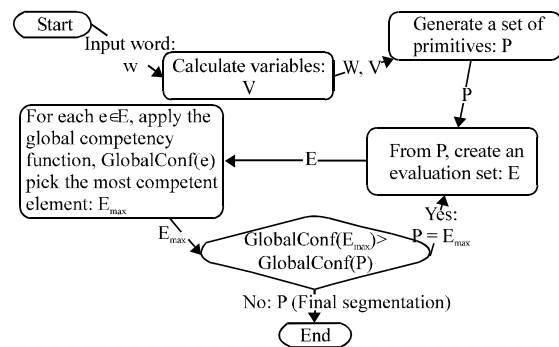 Start
Input word:
w
Calculate variables:
V
W, V
Generate a set of
primitives: P
P
From P, create an
evaluation set: E
E
For each e∈E, apply the
global competency
function, GlobalConf(e)
pick the most competent
element: Emax
Emax
GlobalConf(Emax)>
GlobalConf(P)
Yes:
P = Emax
No: P (Final segmentation)
End